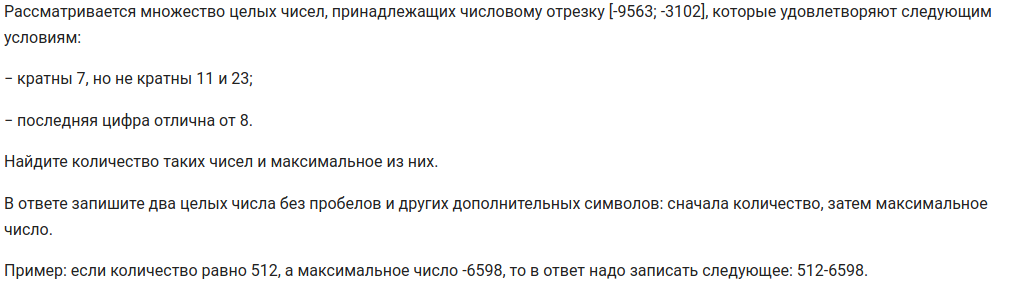 Рассматривается множество целых чисел, принадлежащих числовому отрезку [-9563; -3102], которые удовлетворяют следующим
условиям:
− кратны 7, но не кратны 11 и 23;
− последняя цифра отлична от 8.
Найдите количество таких чисел и максимальное из них.
В ответе запишите два целых числа без пробелов и других дополнительных символов: сначала количество, затем максимальное
число.
Пример: если количество равно 512, а максимальное число -6598, то в ответ надо записать следующее: 512-6598.